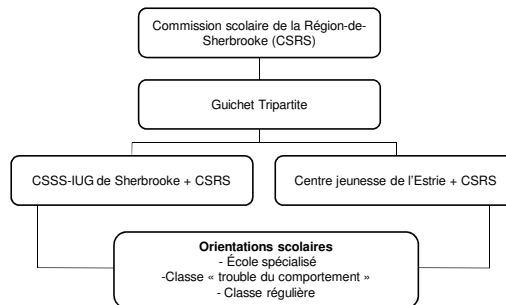 Commission scolaire de la Région-de-
Sherbrooke (CSRS)
Guichet Tripartite
CSSS-IUG de Sherbrooke + CSRS
Centre jeunesse de l'Estrie + CSRS
Orientations scolaires
- École spécialisé
-Classe « trouble du comportement »
- Classe régulière